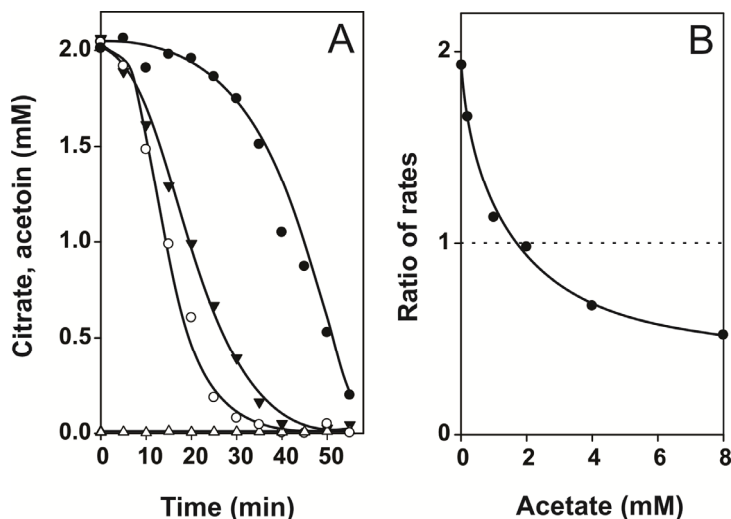 A
B
Citrate, acetoin (mM)
2.0
1.5
1.0
0.5
0.0
0 10 20 30 40 50
Time (min)
Ratio of rates
2
1
0
0 2 4 6 8
Acetate (mM)